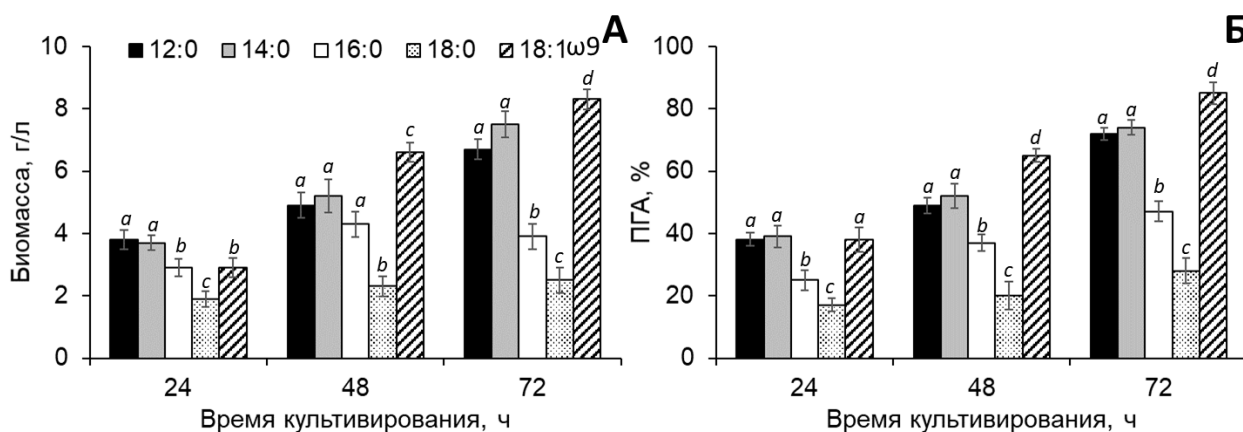 А
Биомасса, г/л
10
8
6
4
2
0
12:0 14:0 16:0 18:0 18:1ω9
a a b c b
a a a b c
a a b c d
24 48 72
Время культивирования, ч
Б
ПГА, %
100
80
60
40
20
0
a a b c a
a a b c d
a a b c d
24 48 72
Время культивирования, ч